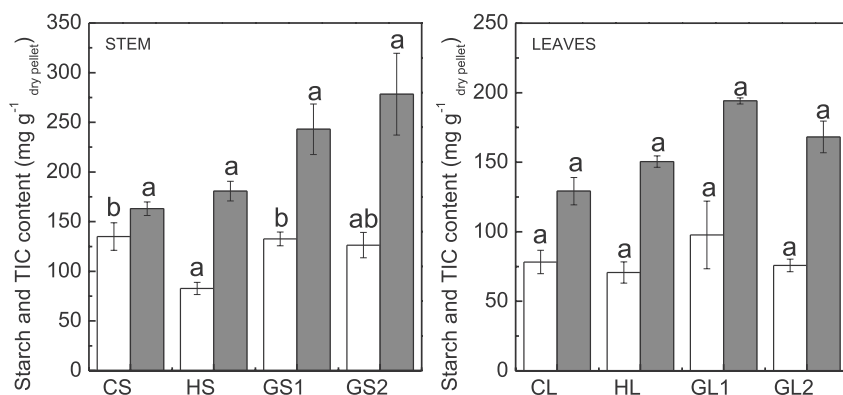 Starch and TIC content (mg g⁻¹ dry pellet)
350
300
250
200
150
100
50
0
STEM
b a
a a
b a
ab a
CS HS GS1 GS2
Starch and TIC content (mg g⁻¹ dry pellet)
250
200
150
100
50
0
LEAVES
a a
a a
a a
a a
CL HL GL1 GL2